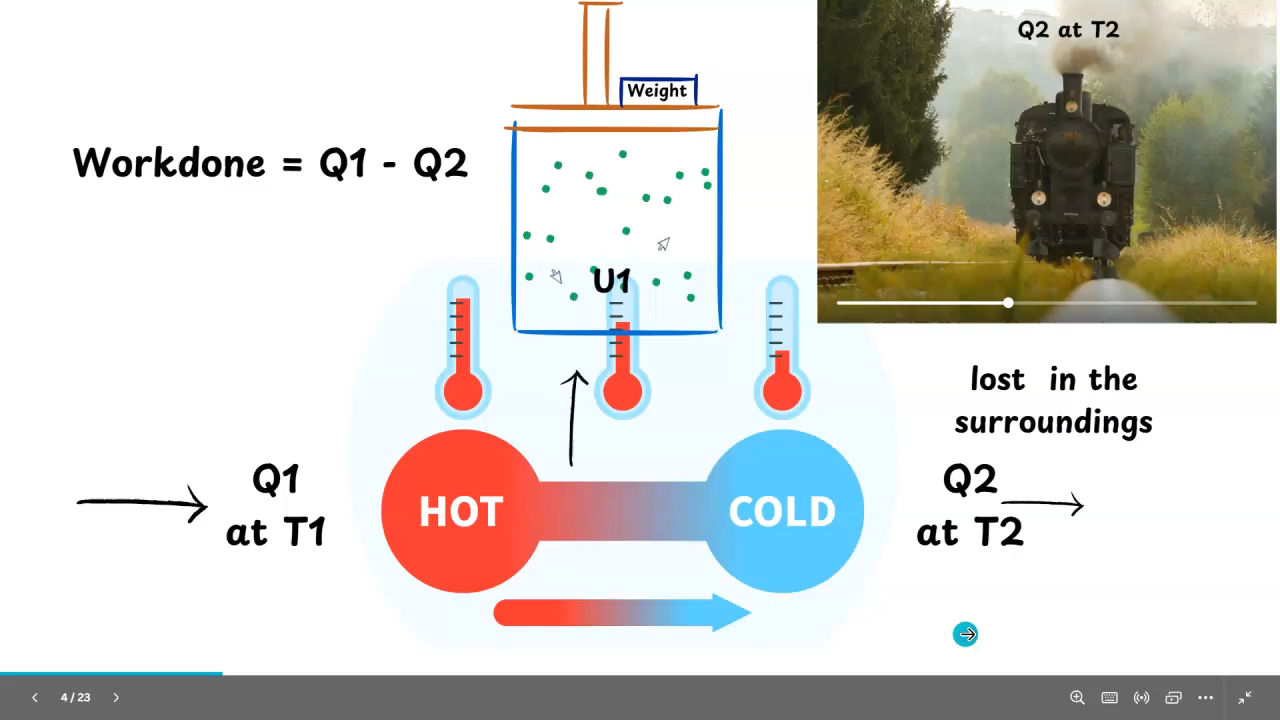 Q2 at T2
Weight
Workdone = Q1 - Q2
U1
lost in the
surroundings
Q1
at T1
HOT
COLD
Q2
at T2
4 / 23